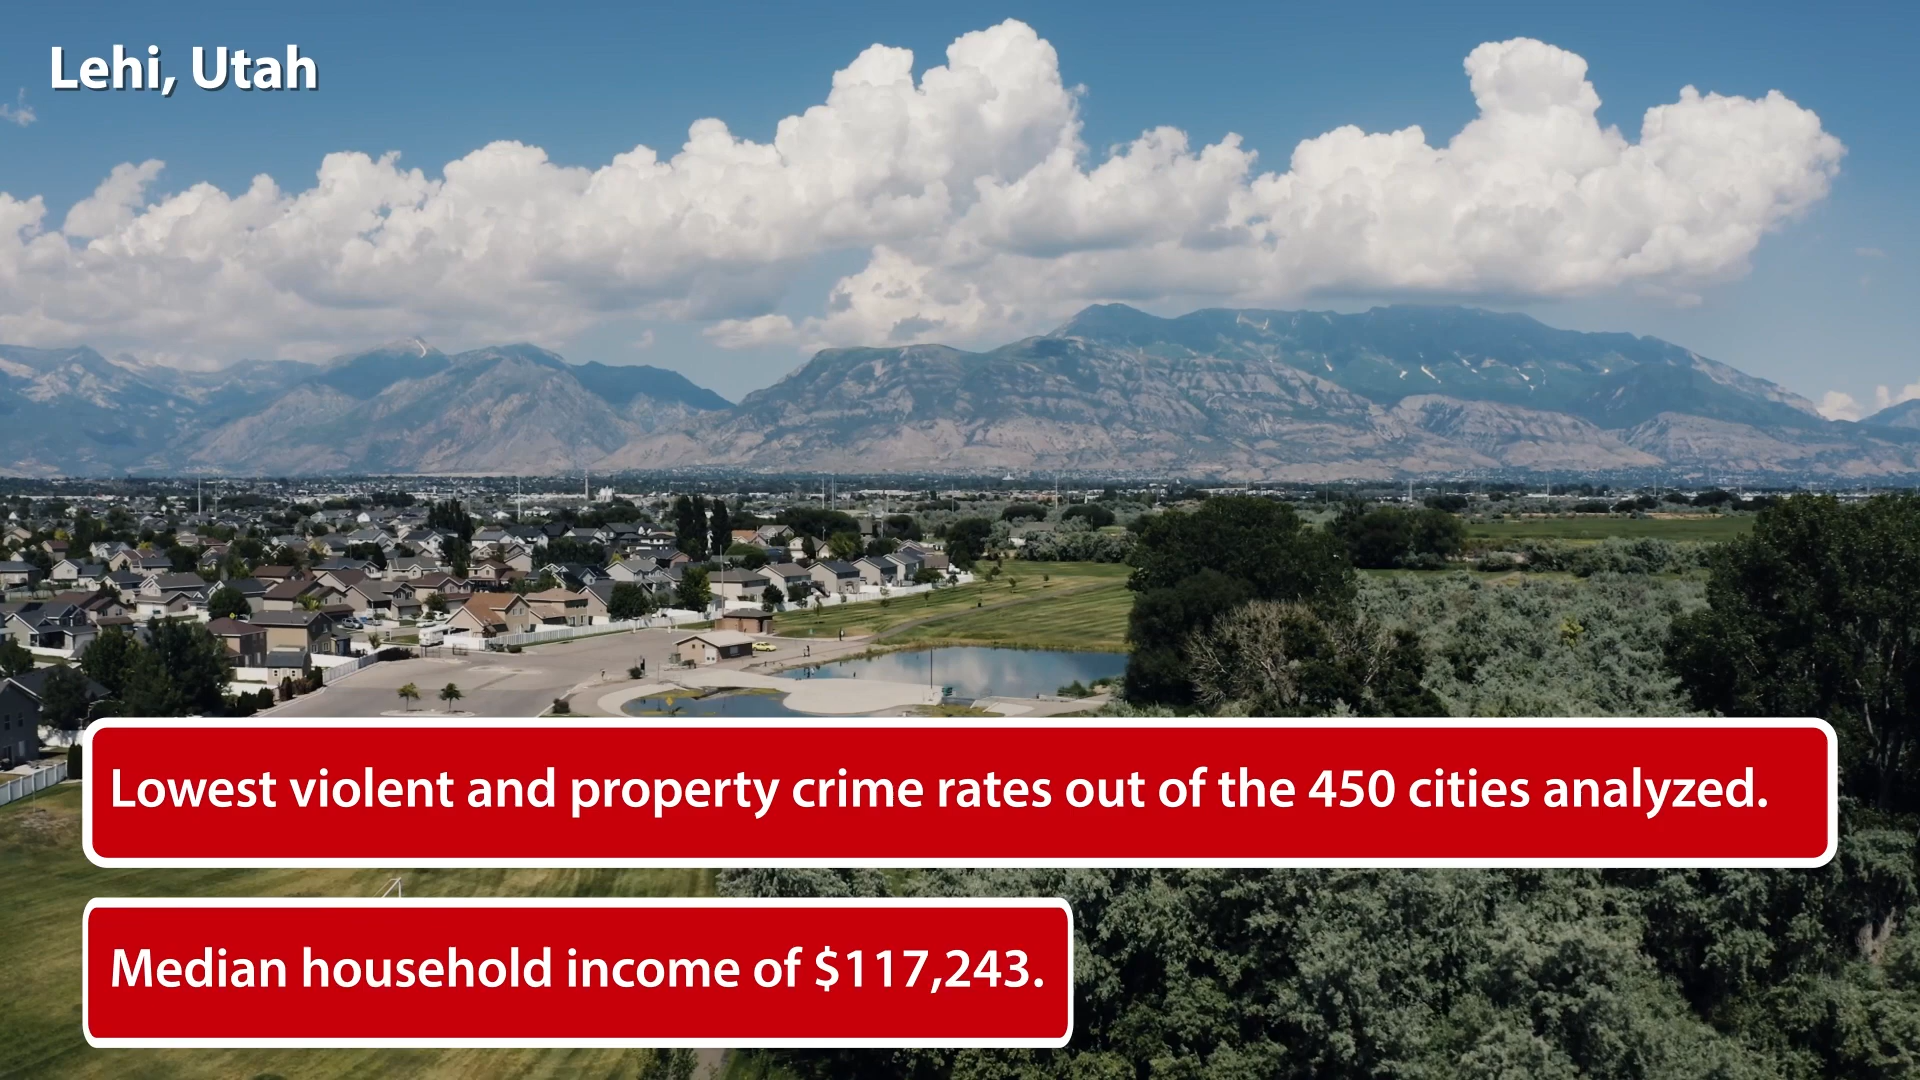 Lehi, Utah
Lowest violent and property crime rates out of the 450 cities analyzed.
Median household income of $117,243.